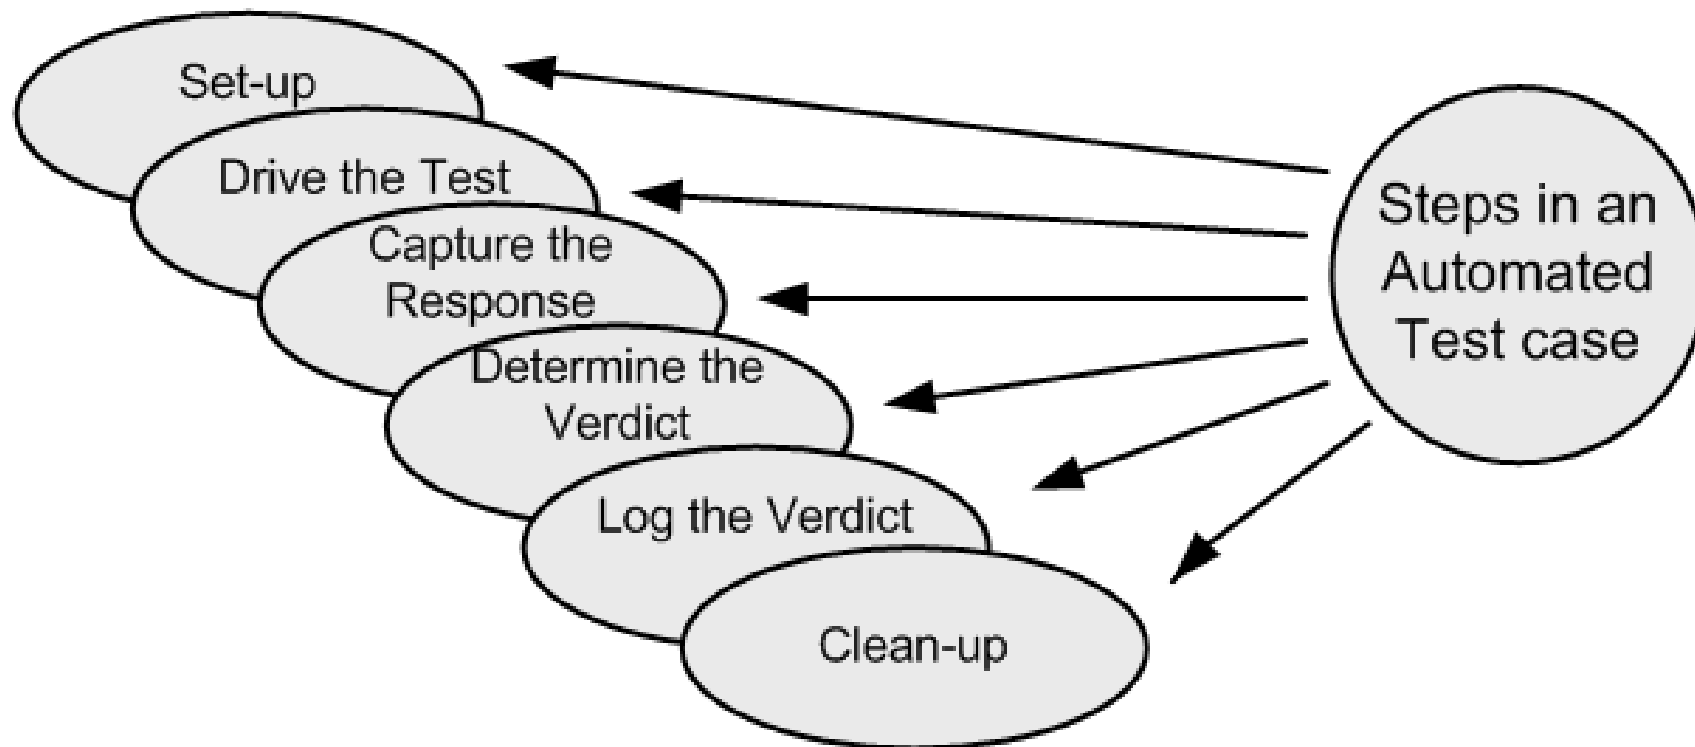 Set-up
Drive the Test
Capture the
Response
Determine the
Verdict
Log the Verdict
Clean-up
Steps in an
Automated
Test case